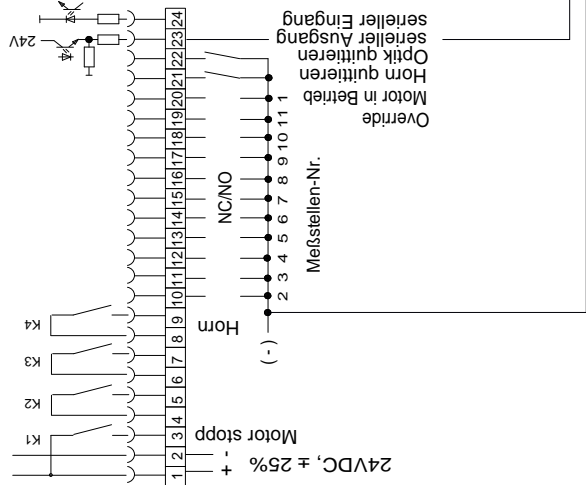 24VDC, ± 25%
+ 1
- 2
Motor stopp 3 K1
4
5 K2
6
7 K3
8
Horn 9 K4
(-)
Meßstellen-Nr.
NC/NO
2 10
3 11
4 12
5 13
6 14
7 15
8 16
9 17
10 18
Override 11 19
Motor in Betrieb 1 20
Horn quittieren 21
Optik quittieren 22
serieller Ausgang 23 24V
serieller Eingang 24